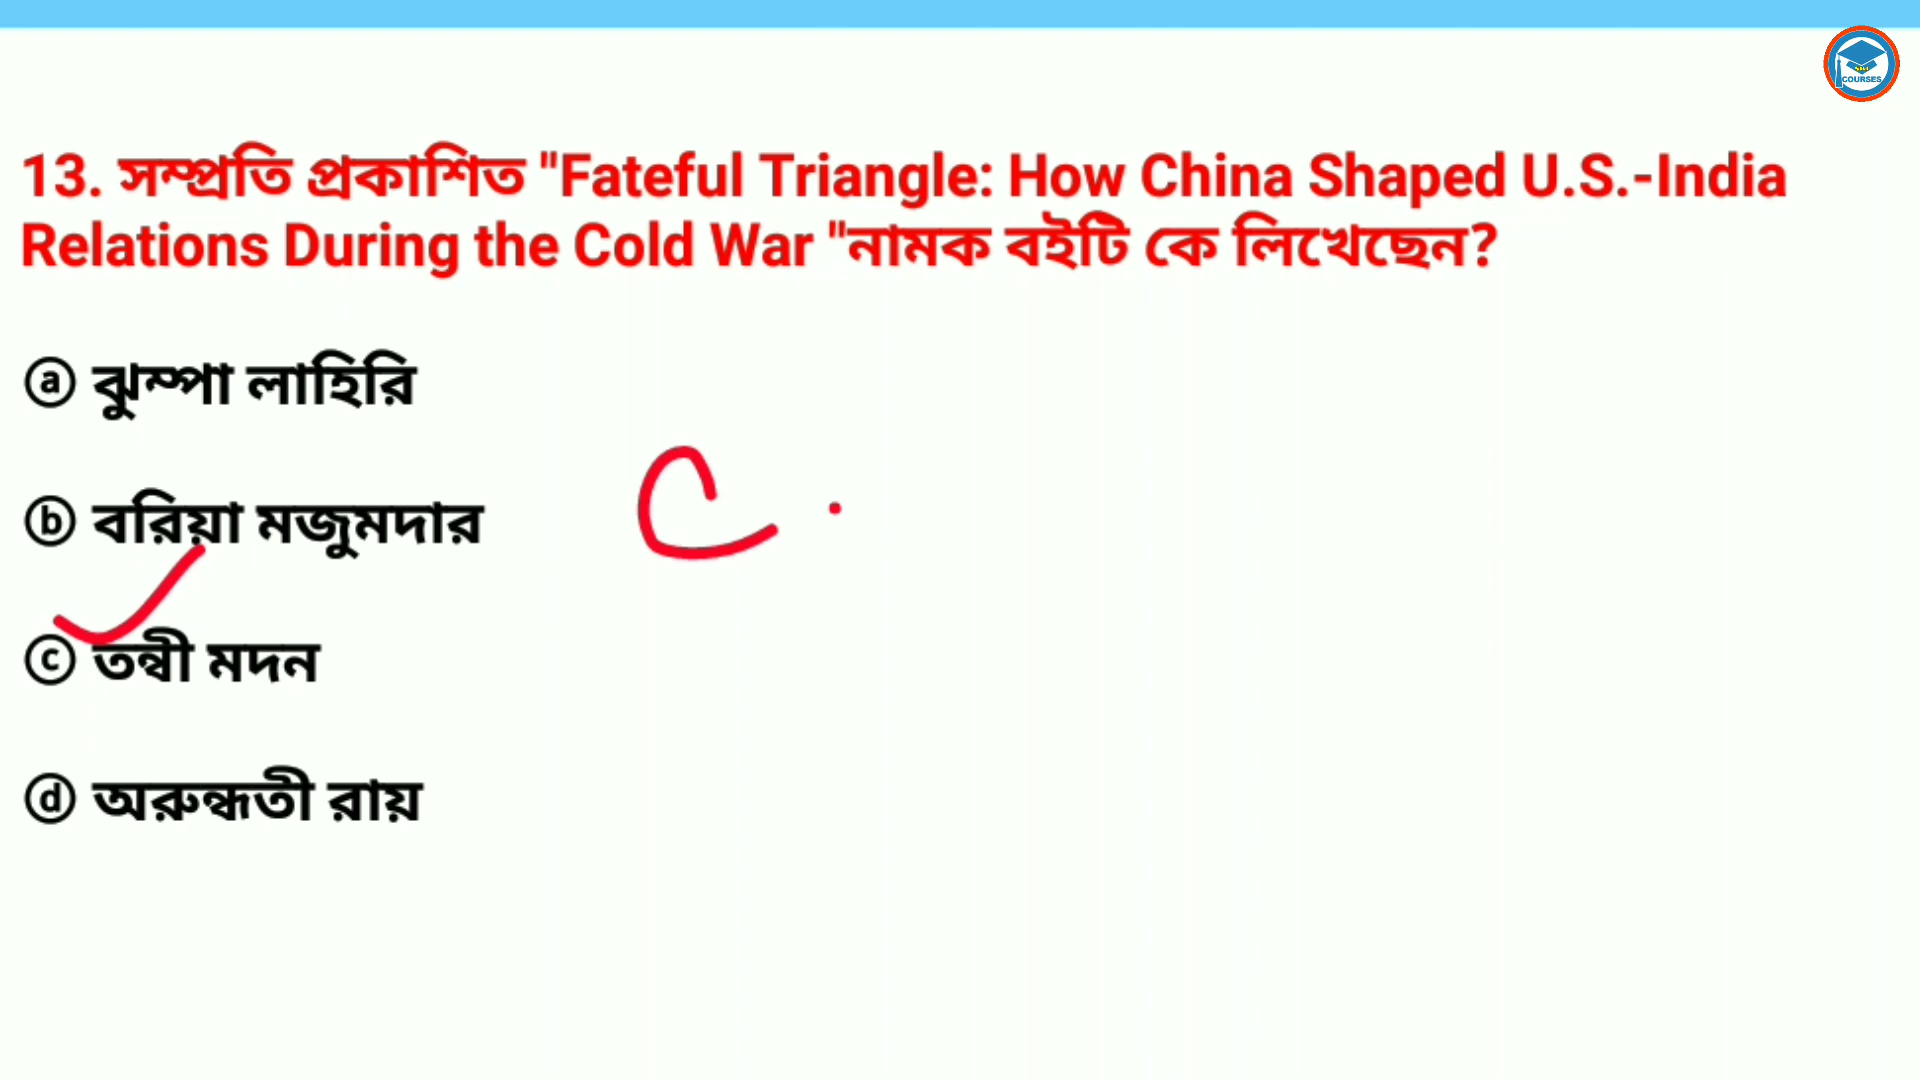 COURSES
13. সম্প্রতি প্রকাশিত "Fateful Triangle: How China Shaped U.S.-India
Relations During the Cold War "নামক বইটি কে লিখেছেন?
ⓐ ঝুম্পা লাহিরি
ⓑ বরিয়া মজুমদার
C .
ⓒ তন্বী মদন
ⓓ অরুন্ধতী রায়